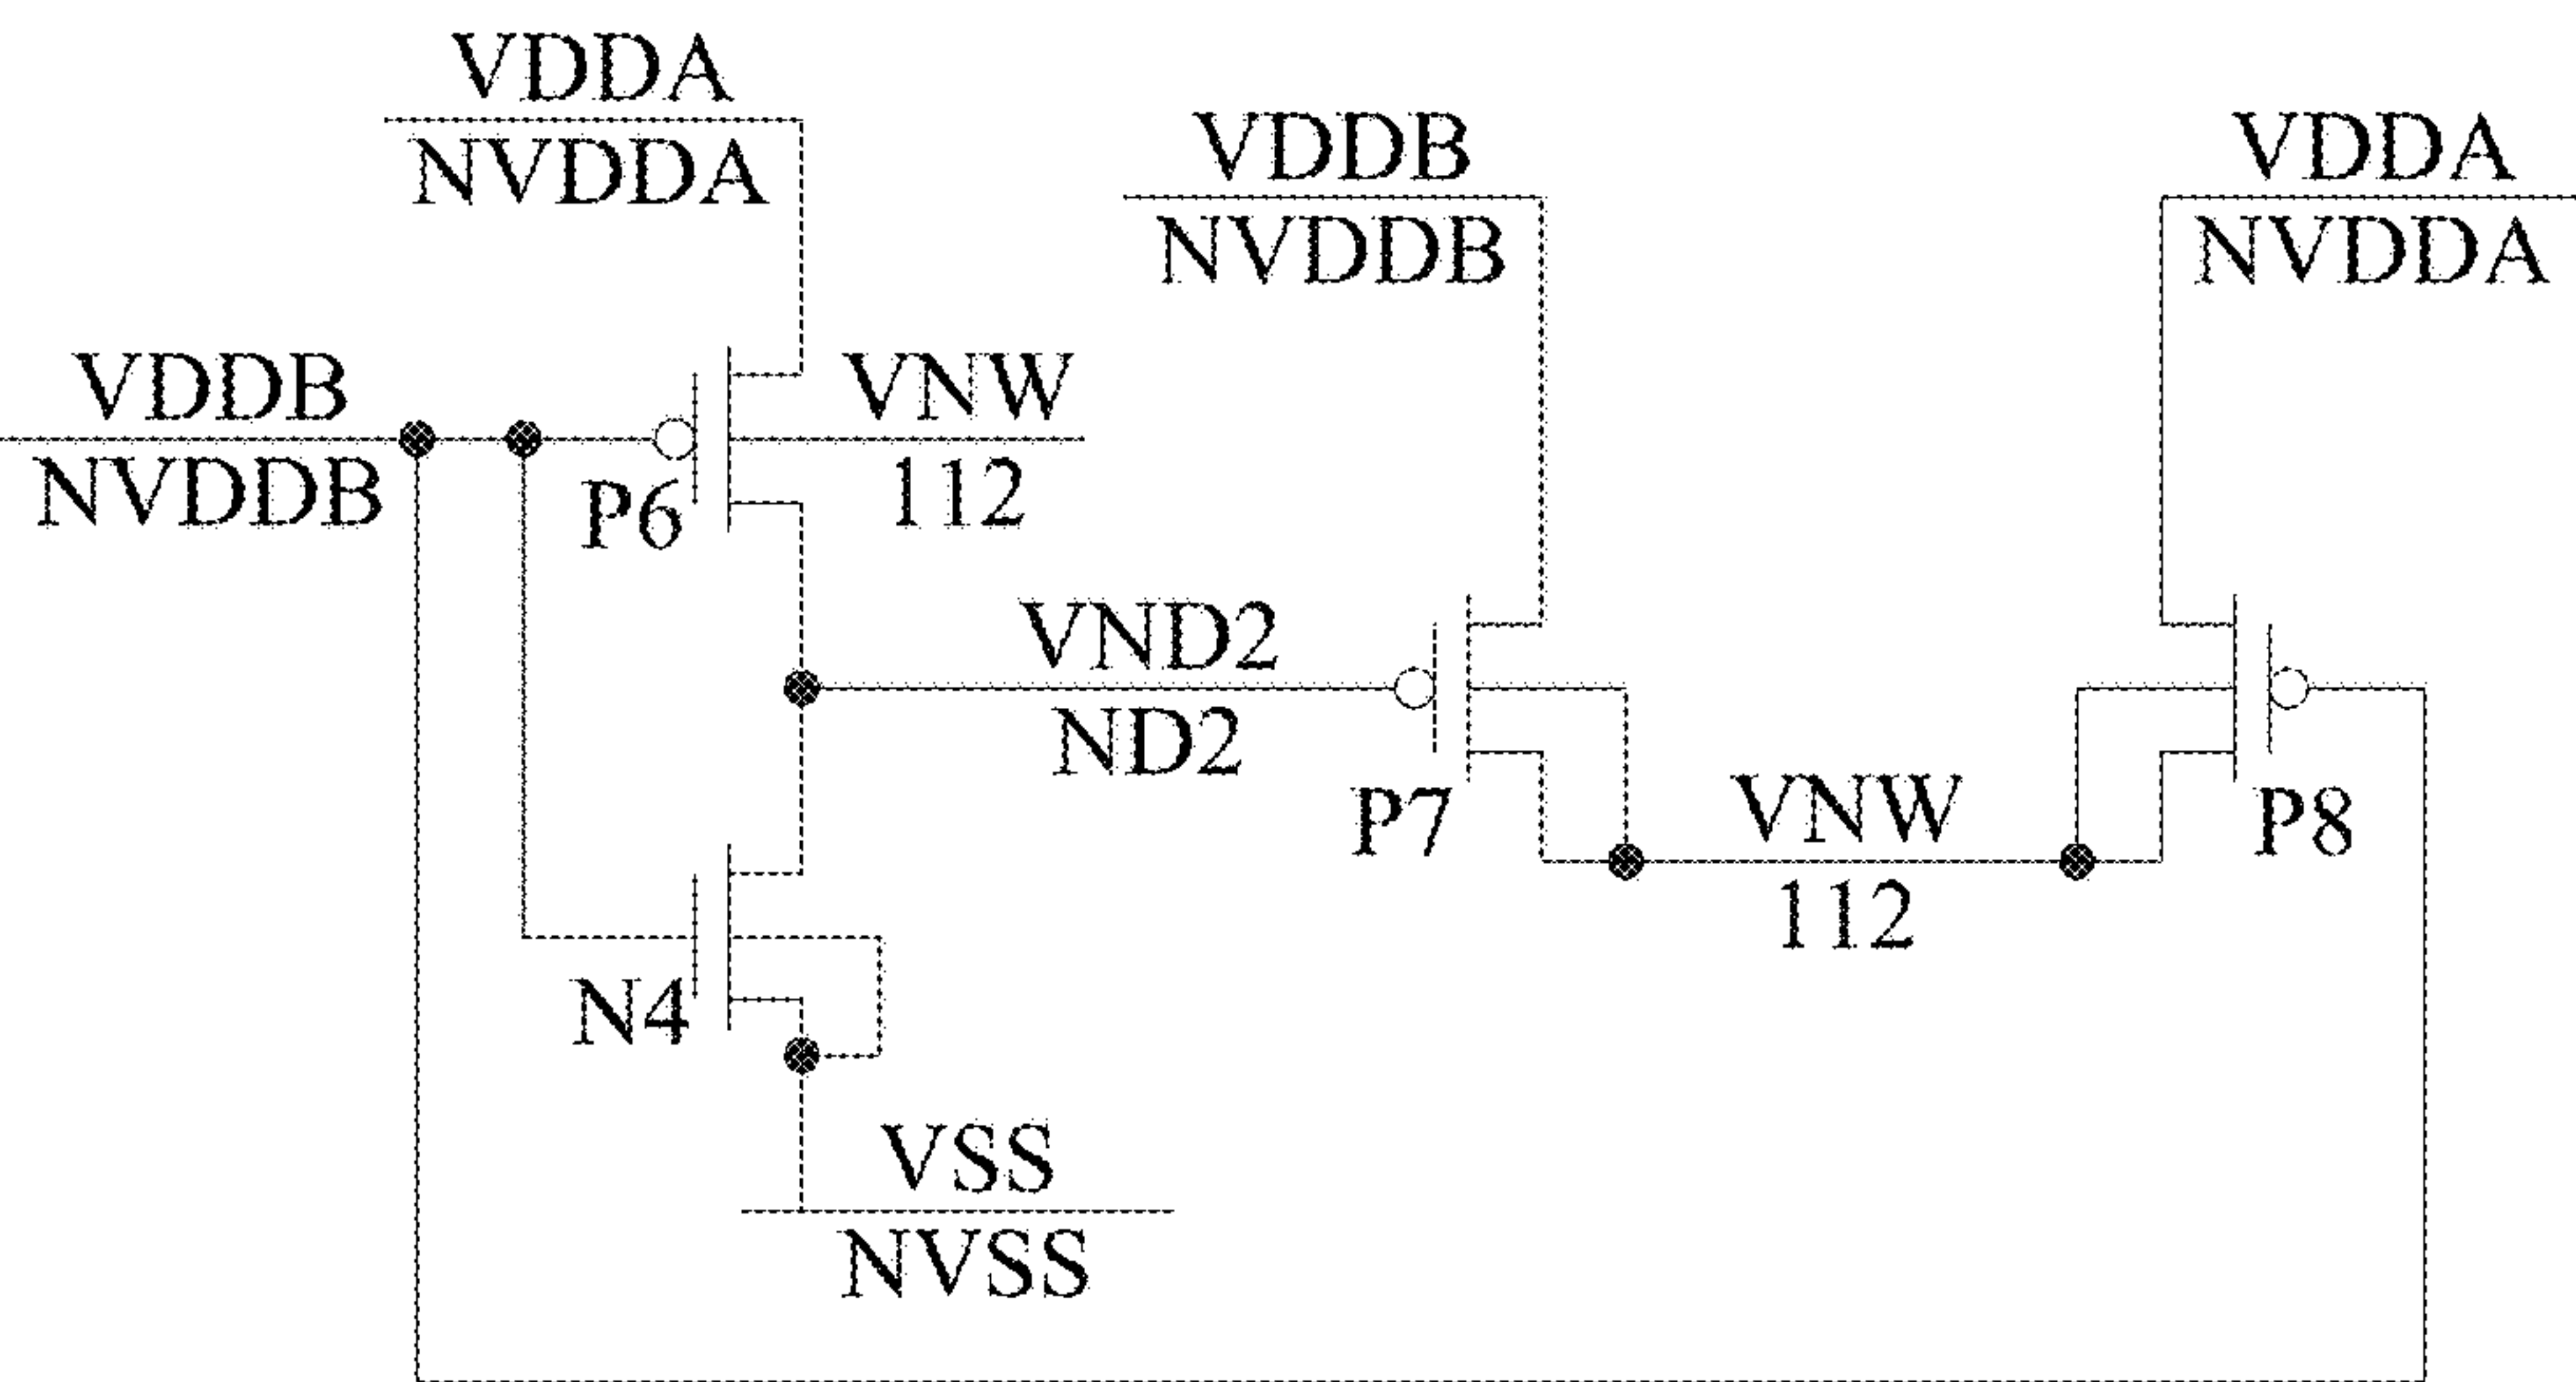 VDDA
NVDDA
VDDB
NVDDB
VDDA
NVDDA
VDDB
NVDDB
VNW
112
P6
VND2
ND2
P7
VNW
112
P8
N4
VSS
NVSS